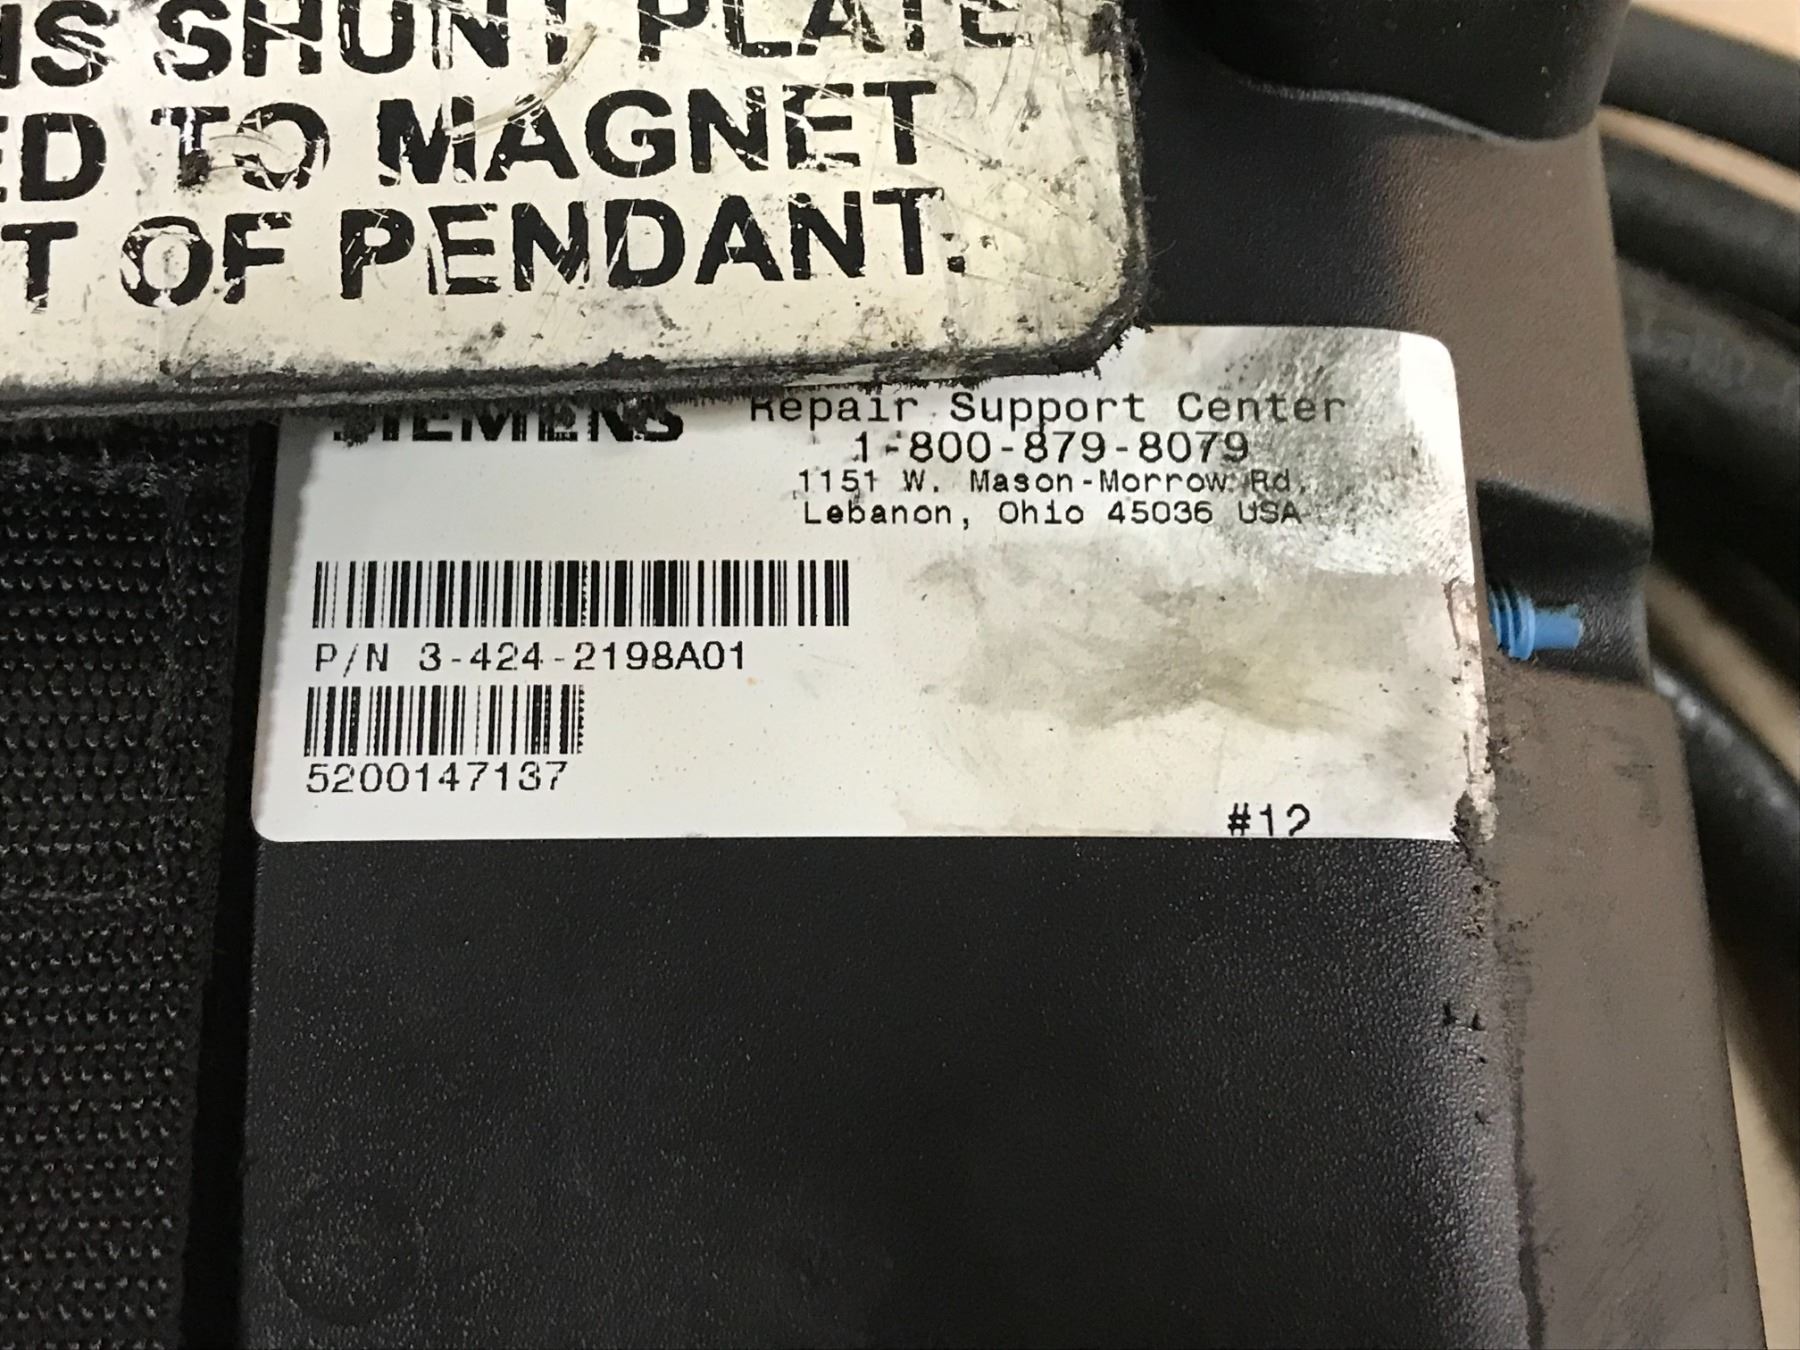 IS SHUNT PLATE
ED TO MAGNET
T OF PENDANT.
SIEMENS
Repair Support Center
1-800-879-8079
1151 W. Mason-Morrow Rd.
Lebanon, Ohio 45036 USA
P/N 3-424-2198A01
5200147137
#12